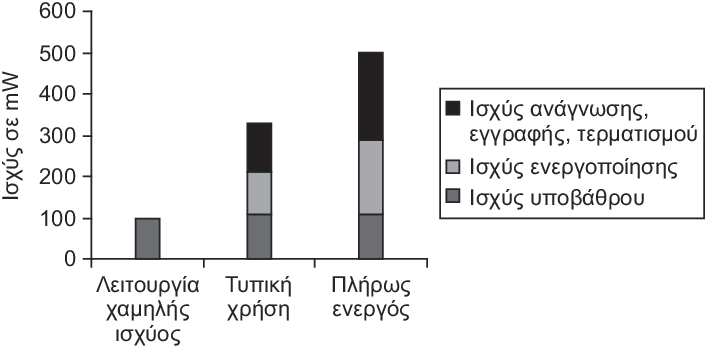 600
500
400
300
200
100
0
Ισχύς σε mW
Λειτουργία
χαμηλής
ισχύος
Τυπική
χρήση
Πλήρως
ενεργός
Ισχύς ανάγνωσης,
εγγραφής, τερματισμού
Ισχύς ενεργοποίησης
Ισχύς υποβάθρου